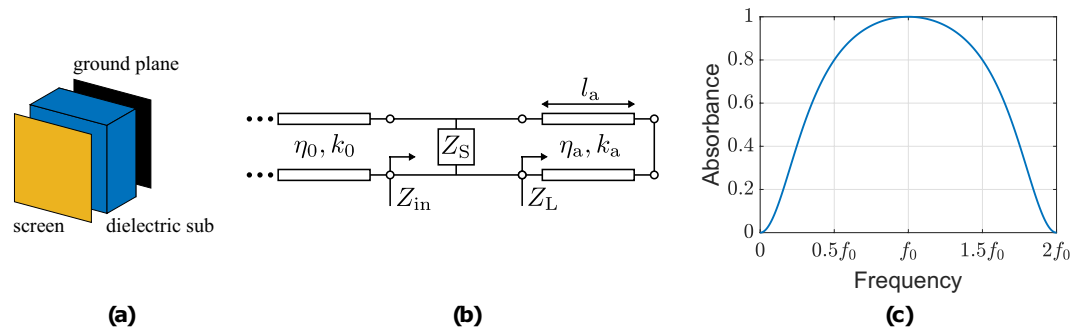 ground plane
screen
dielectric sub
(a)
l_a
η_0, k_0
Z_S
η_a, k_a
Z_in
Z_L
(b)
Absorbance
1
0.8
0.6
0.4
0.2
0
0
0.5f_0
f_0
1.5f_0
2f_0
Frequency
(c)